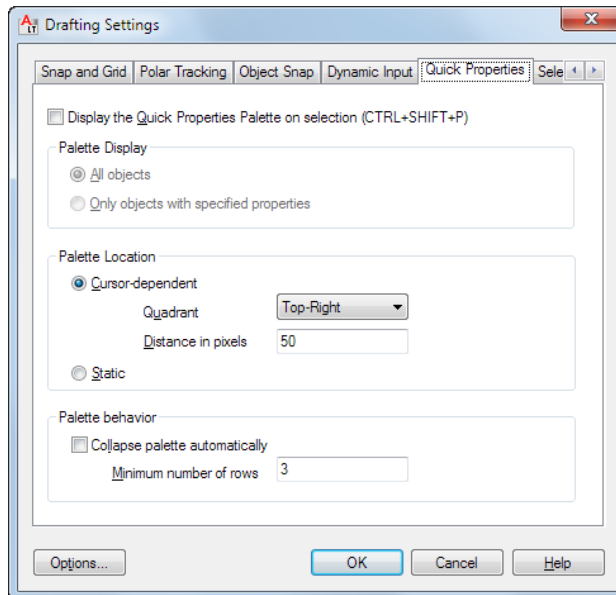 A LT Drafting Settings
Snap and Grid Polar Tracking Object Snap Dynamic Input Quick Properties Sele
Display the Quick Properties Palette on selection (CTRL+SHIFT+P)
Palette Display
All objects
Only objects with specified properties
Palette Location
Cursor-dependent
Quadrant Top-Right
Distance in pixels 50
Static
Palette behavior
Collapse palette automatically
Minimum number of rows 3
Options... OK Cancel Help